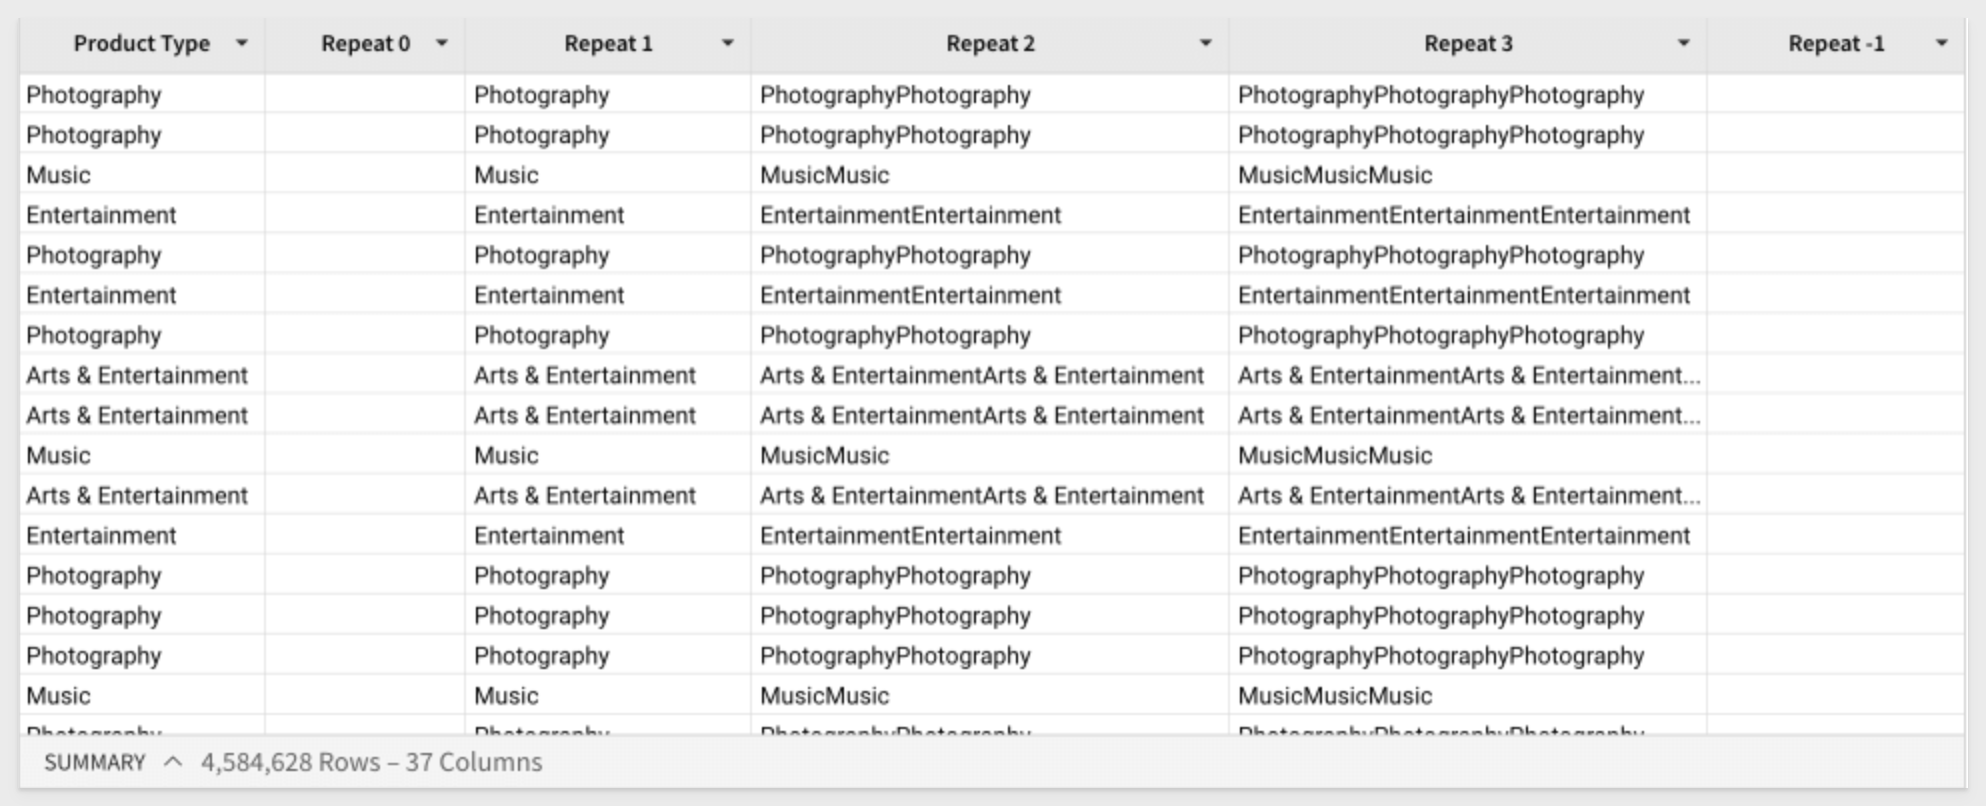 Product Type Repeat 0 Repeat 1 Repeat 2 Repeat 3 Repeat -1
Photography Photography PhotographyPhotography PhotographyPhotographyPhotography
Photography Photography PhotographyPhotography PhotographyPhotographyPhotography
Music Music MusicMusic MusicMusicMusic
Entertainment Entertainment EntertainmentEntertainment EntertainmentEntertainmentEntertainment
Photography Photography PhotographyPhotography PhotographyPhotographyPhotography
Entertainment Entertainment EntertainmentEntertainment EntertainmentEntertainmentEntertainment
Photography Photography PhotographyPhotography PhotographyPhotographyPhotography
Arts & Entertainment Arts & Entertainment Arts & EntertainmentArts & Entertainment Arts & EntertainmentArts & Entertainment...
Arts & Entertainment Arts & Entertainment Arts & EntertainmentArts & Entertainment Arts & EntertainmentArts & Entertainment...
Music Music MusicMusic MusicMusicMusic
Arts & Entertainment Arts & Entertainment Arts & EntertainmentArts & Entertainment Arts & EntertainmentArts & Entertainment...
Entertainment Entertainment EntertainmentEntertainment EntertainmentEntertainmentEntertainment
Photography Photography PhotographyPhotography PhotographyPhotographyPhotography
Photography Photography PhotographyPhotography PhotographyPhotographyPhotography
Photography Photography PhotographyPhotography PhotographyPhotographyPhotography
Music Music MusicMusic MusicMusicMusic
Photography Photography PhotographyPhotography PhotographyPhotographyPhotography
SUMMARY 4,584,628 Rows – 37 Columns